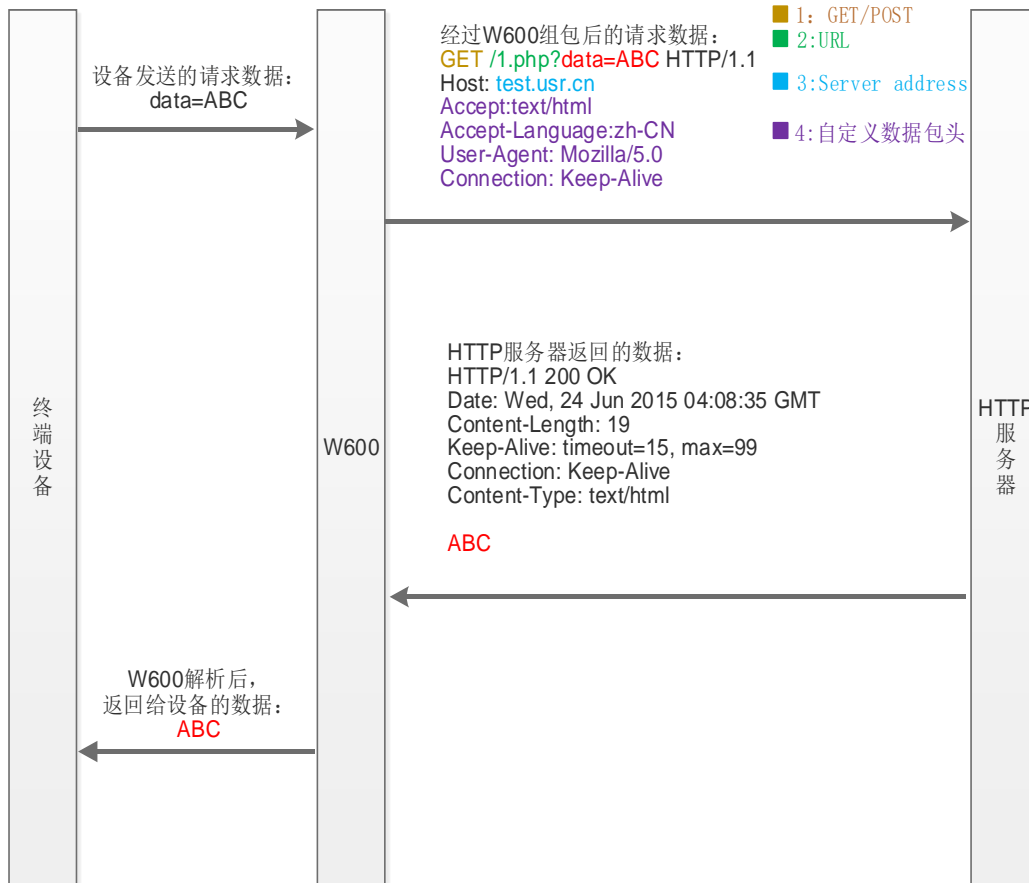 设备发送的请求数据:
data=ABC
经过W600组包后的请求数据:
GET /1.php?data=ABC HTTP/1.1
Host: test.usr.cn
Accept:text/html
Accept-Language:zh-CN
User-Agent: Mozilla/5.0
Connection: Keep-Alive
1: GET/POST
2:URL
3:Server address
4:自定义数据包头
HTTP服务器返回的数据:
HTTP/1.1 200 OK
Date: Wed, 24 Jun 2015 04:08:35 GMT
Content-Length: 19
Keep-Alive: timeout=15, max=99
Connection: Keep-Alive
Content-Type: text/html
ABC
终
端
设
备
W600
HTTP
服
务
器
W600解析后,
返回给设备的数据:
ABC